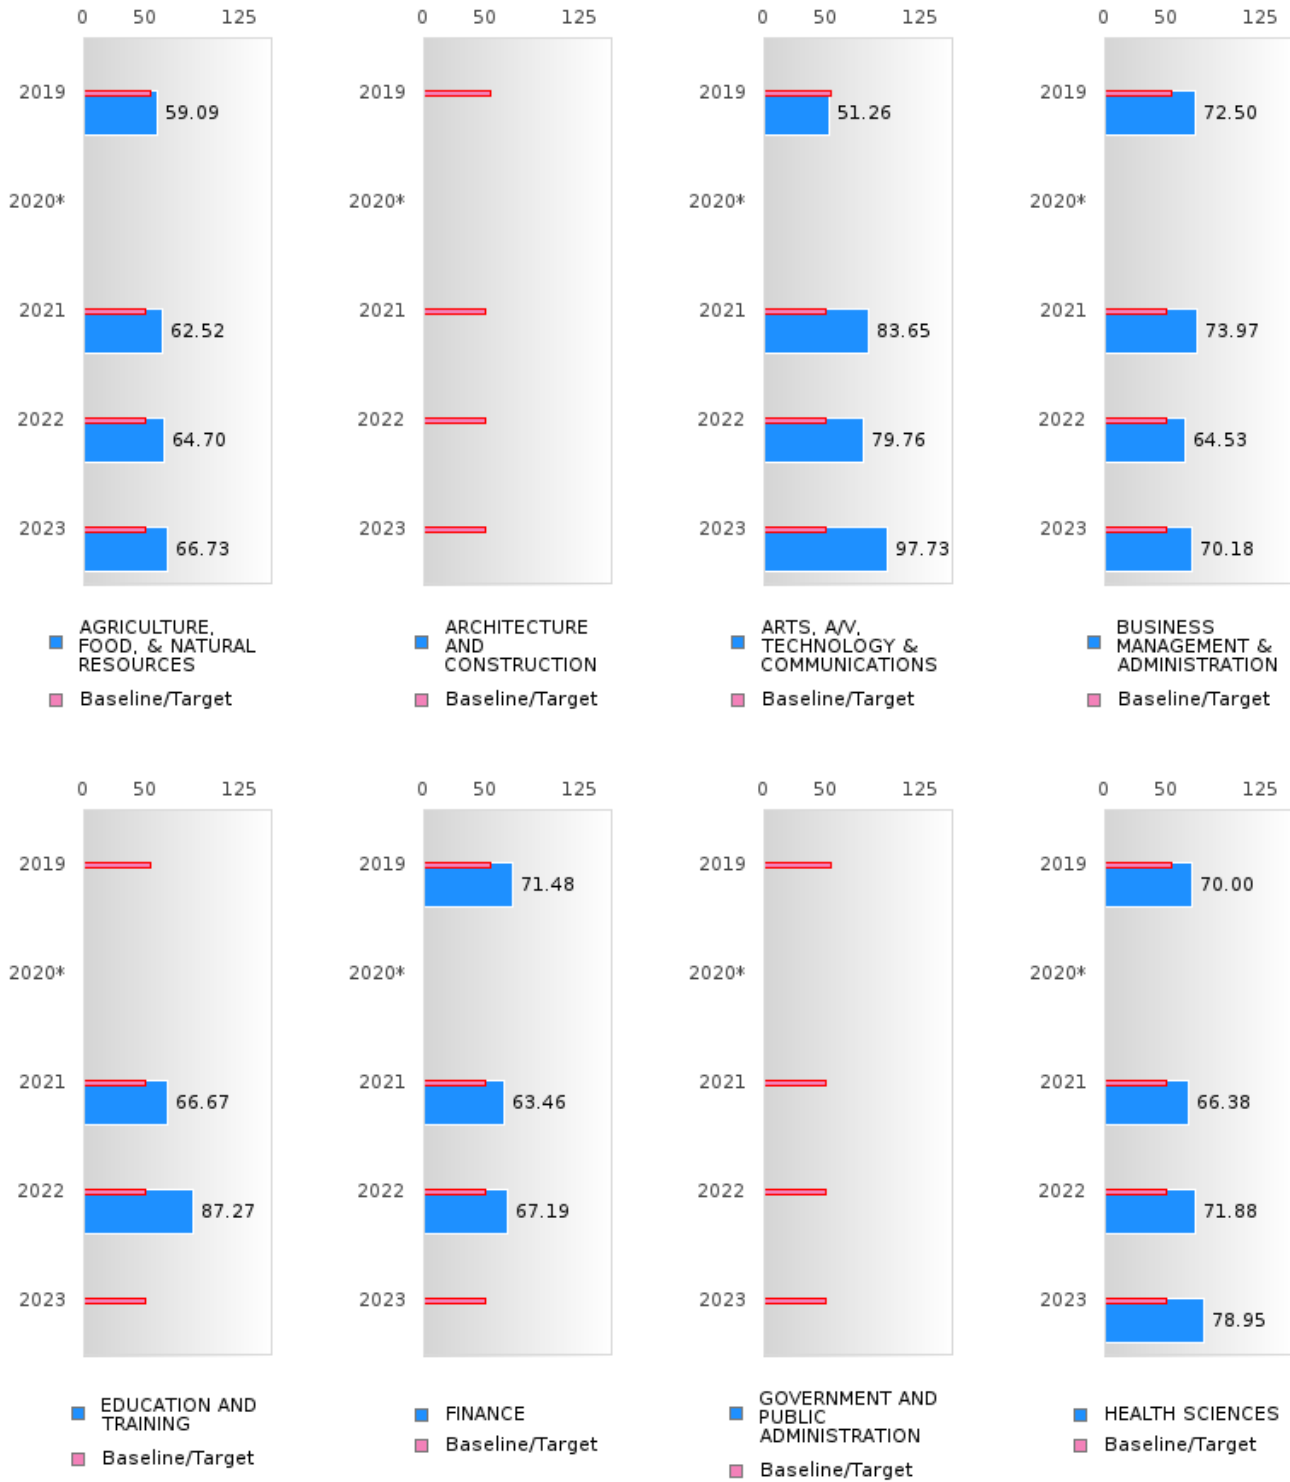 0 50 125
2019
59.09
2020*
2021
62.52
2022
64.70
2023
66.73
AGRICULTURE,
FOOD, & NATURAL
RESOURCES
Baseline/Target
0 50 125
2019
2020*
2021
2022
2023
ARCHITECTURE
AND
CONSTRUCTION
Baseline/Target
0 50 125
2019
51.26
2020*
2021
83.65
2022
79.76
2023
97.73
ARTS, A/V,
TECHNOLOGY &
COMMUNICATIONS
Baseline/Target
0 50 125
2019
72.50
2020*
2021
73.97
2022
64.53
2023
70.18
BUSINESS
MANAGEMENT &
ADMINISTRATION
Baseline/Target
0 50 125
2019
2020*
2021
66.67
2022
87.27
2023
EDUCATION AND
TRAINING
Baseline/Target
0 50 125
2019
71.48
2020*
2021
63.46
2022
67.19
2023
FINANCE
Baseline/Target
0 50 125
2019
2020*
2021
2022
2023
GOVERNMENT AND
PUBLIC
ADMINISTRATION
Baseline/Target
0 50 125
2019
70.00
2020*
2021
66.38
2022
71.88
2023
78.95
HEALTH SCIENCES
Baseline/Target